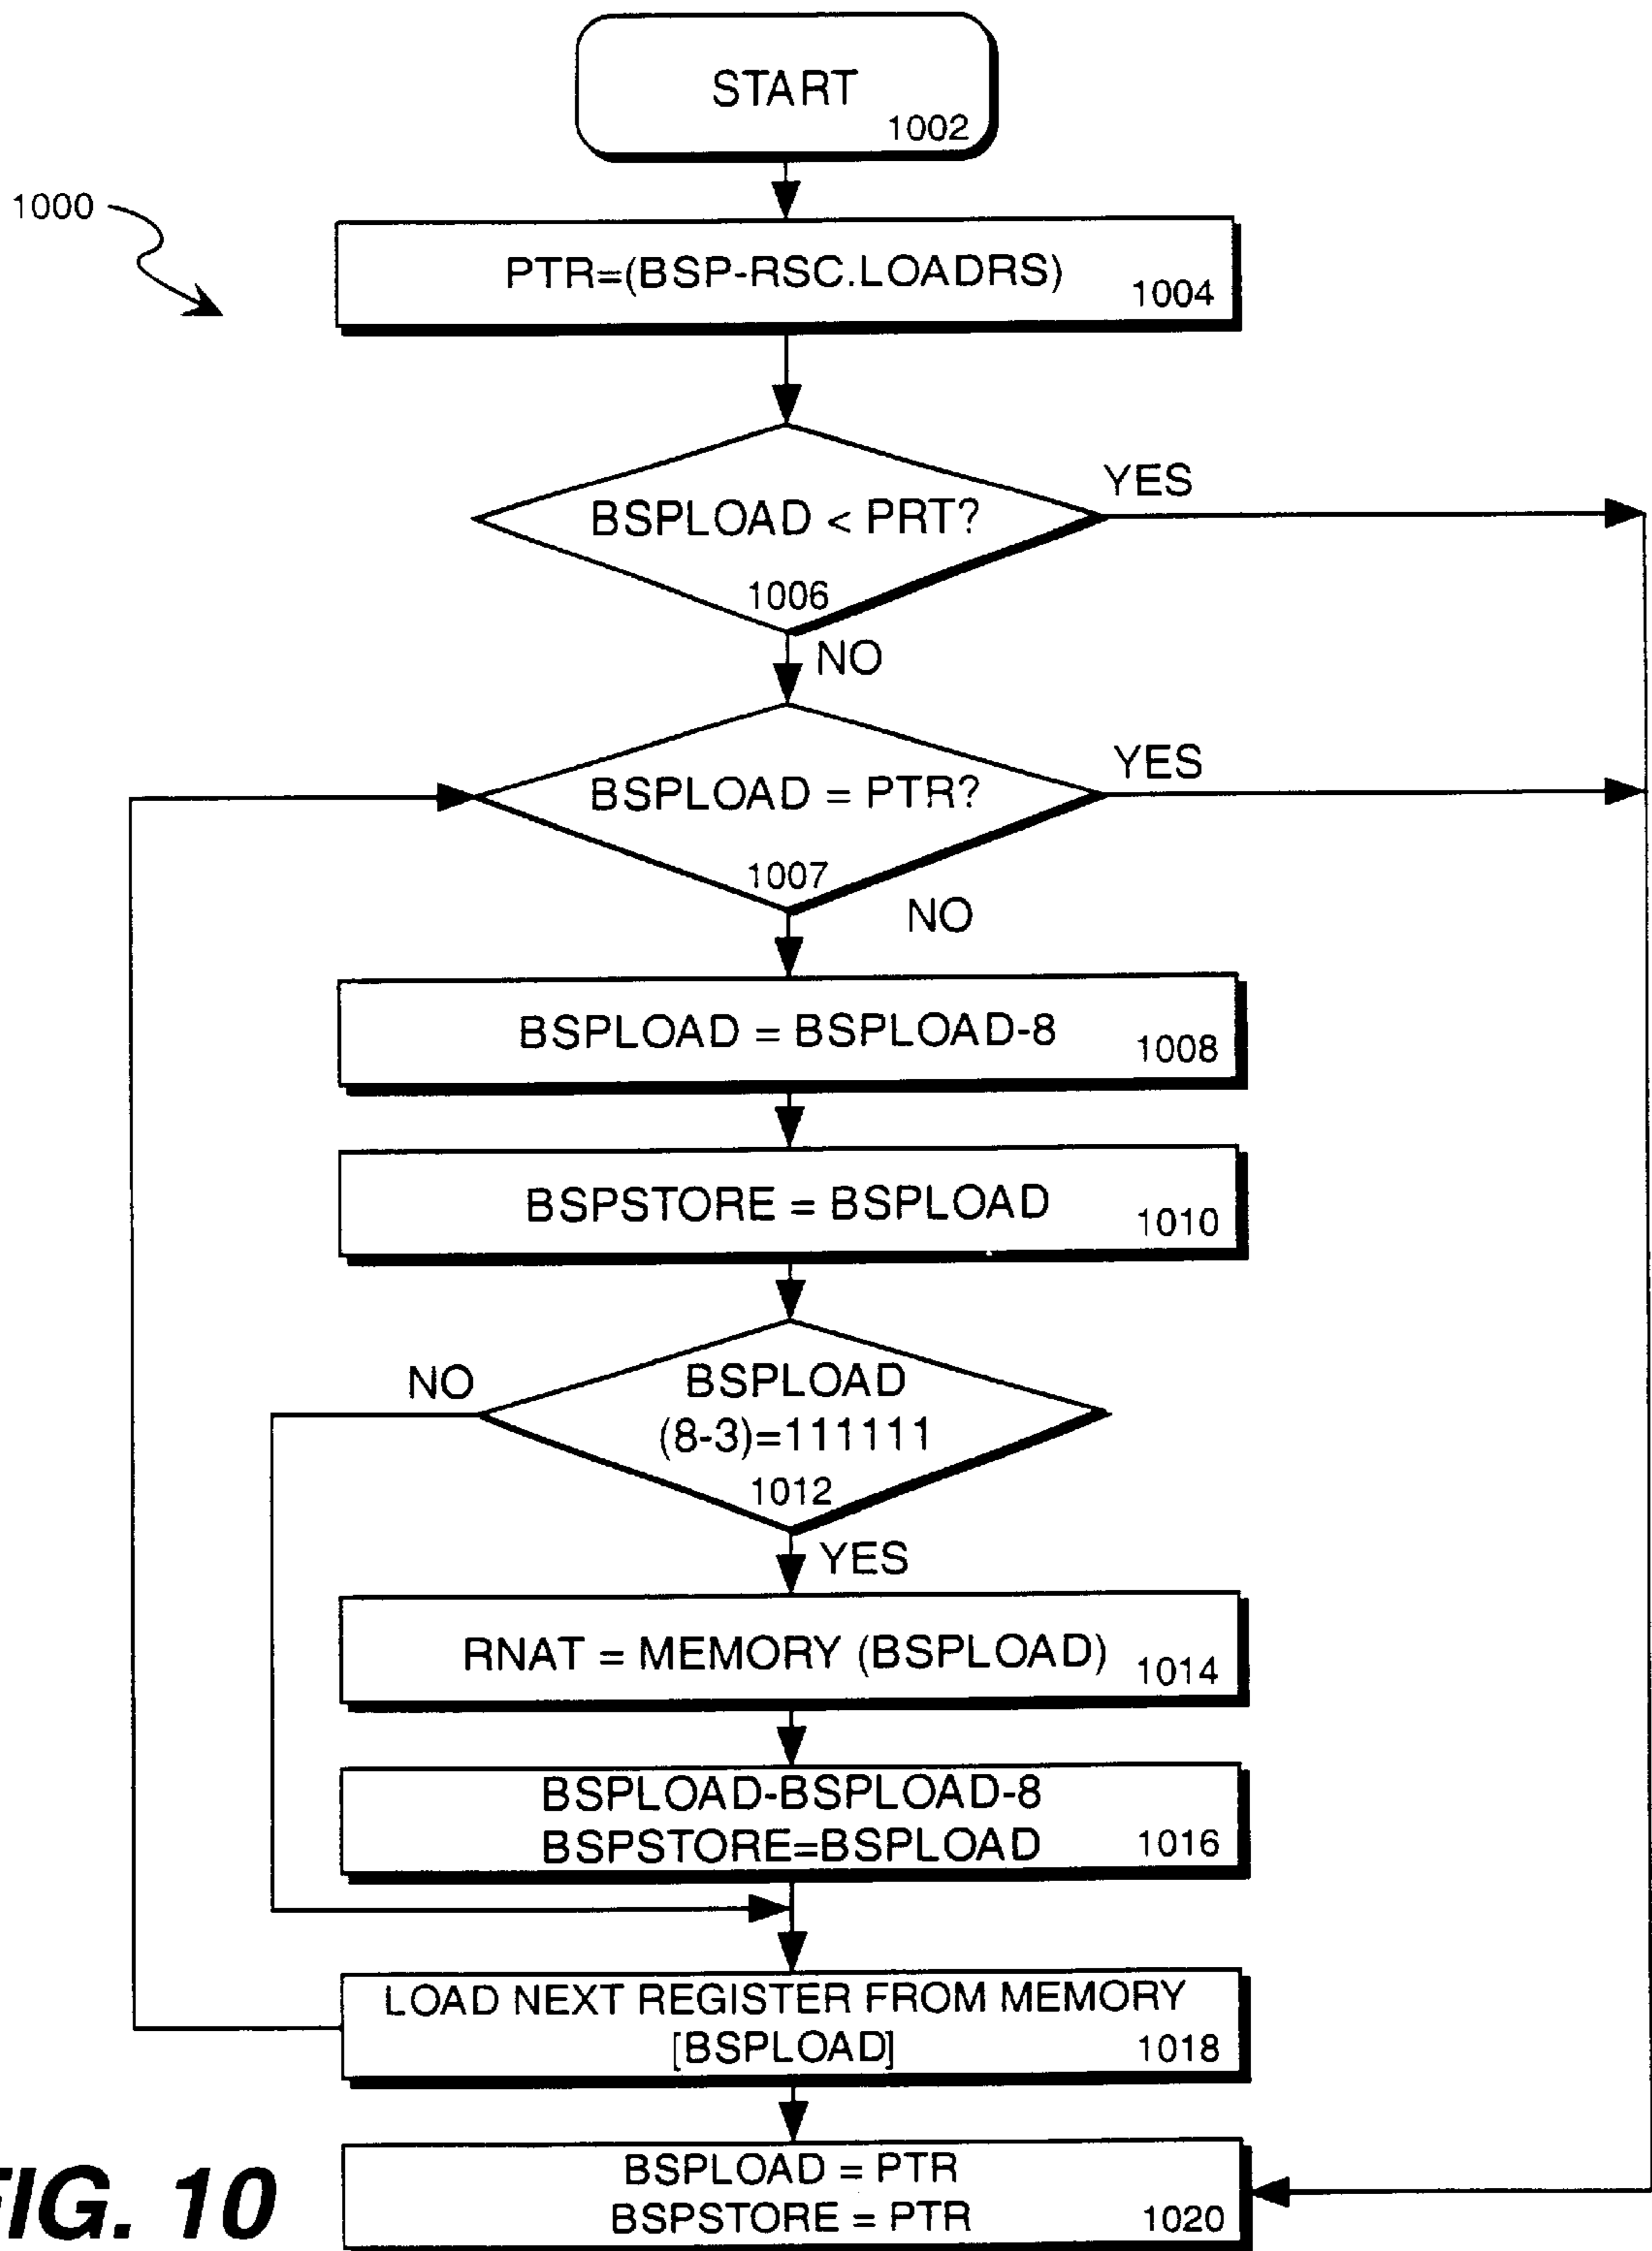 START
1002
1000
PTR=(BSP-RSC.LOADRS)
1004
BSPLOAD < PRT?
1006
YES
NO
BSPLOAD = PTR?
1007
YES
NO
BSPLOAD = BSPLOAD-8
1008
BSPSTORE = BSPLOAD
1010
NO
BSPLOAD
(8-3)=111111
1012
YES
RNAT = MEMORY (BSPLOAD)
1014
BSPLOAD-BSPLOAD-8
BSPSTORE=BSPLOAD
1016
LOAD NEXT REGISTER FROM MEMORY
[BSPLOAD]
1018
BSPLOAD = PTR
BSPSTORE = PTR
1020
FIG. 10